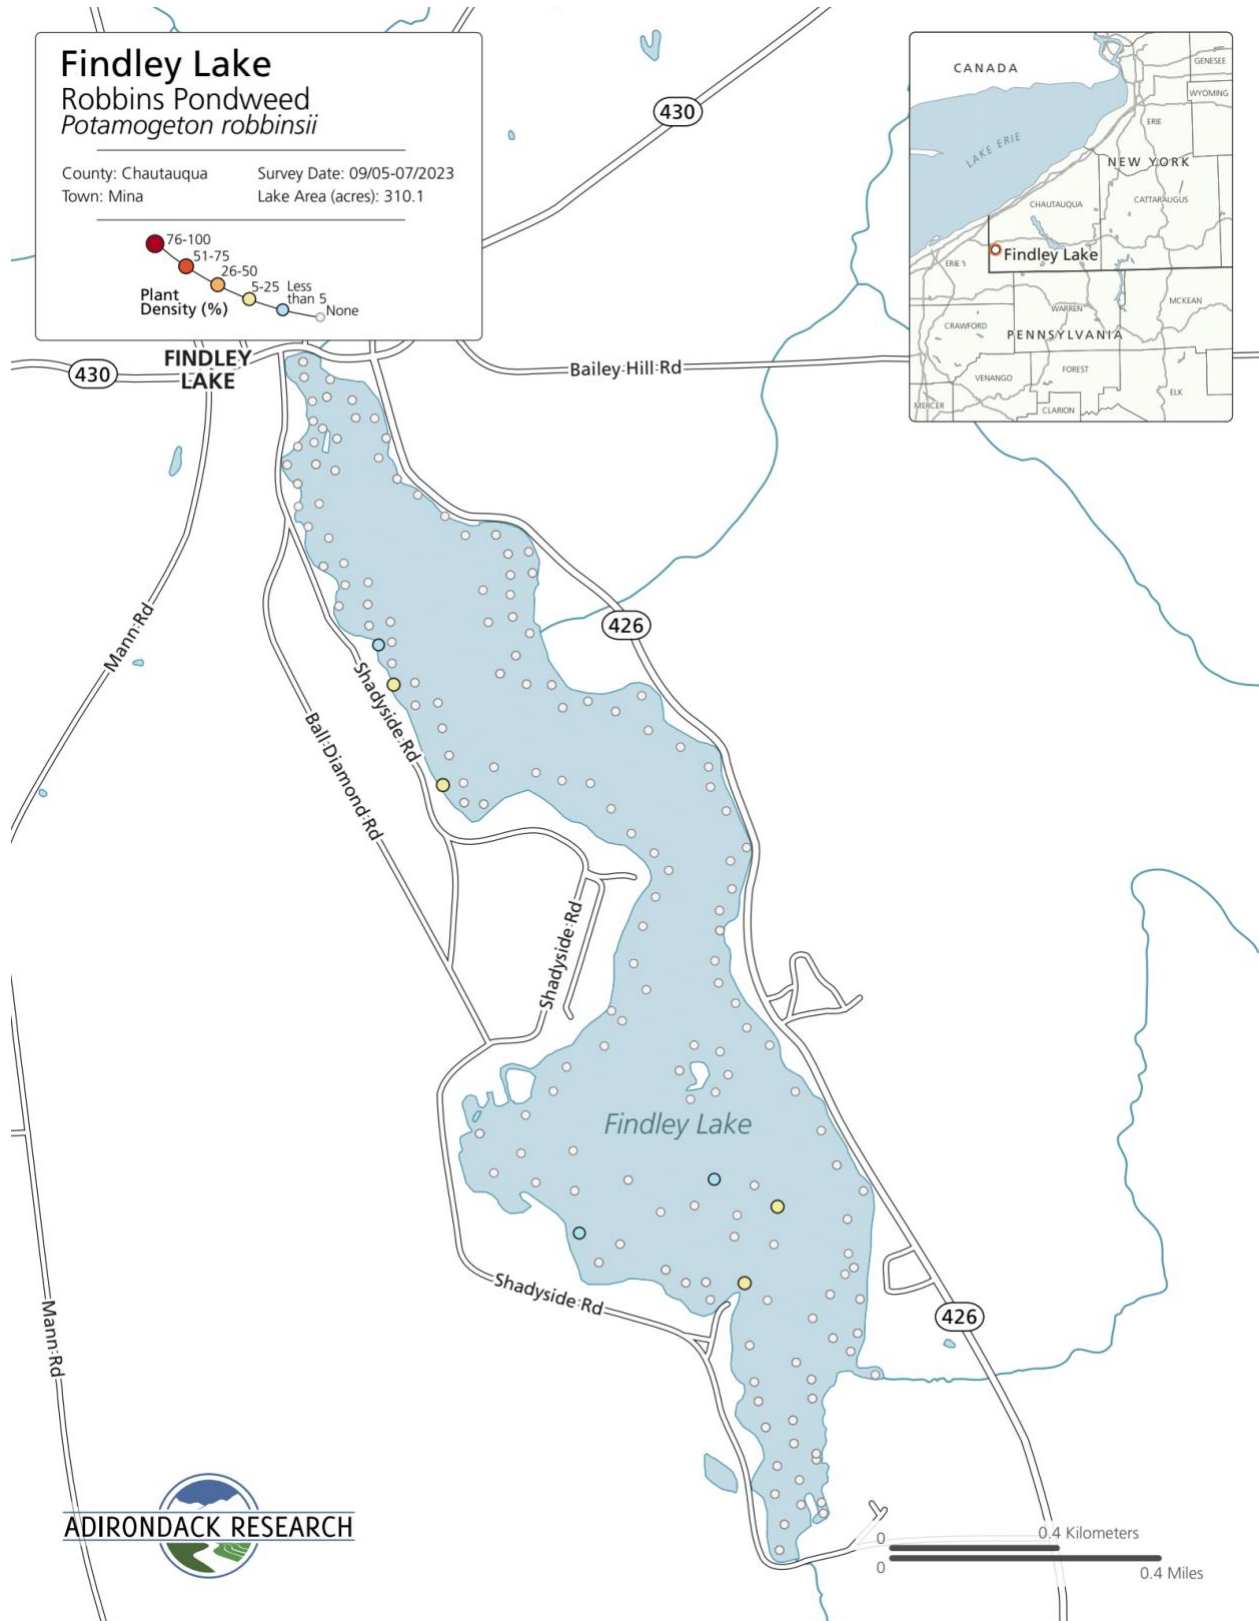 Findley Lake
Robbins Pondweed
Potamogeton robbinsii
County: Chautauqua
Survey Date: 09/05-07/2023
Town: Mina
Lake Area (acres): 310.1
76-100
51-75
26-50
5-25
Less
than 5
None
Plant
Density (%)
CANADA
GENESEE
WYOMING
ERIE
LAKE ERIE
NEW YORK
CHAUTAUQUA
CATTARAUGUS
Findley Lake
ERIE
MCKEAN
WARREN
CRAWFORD
PENNSYLVANIA
FOREST
VENANGO
ELK
MERCER
CLARION
430
FINDLEY
LAKE
430
Bailey Hill Rd
426
Mann Rd
Shadyside Rd
Ball Diamond Rd
Shadyside Rd
Findley Lake
Shadyside Rd
Mann Rd
426
ADIRONDACK RESEARCH
0
0.4 Kilometers
0
0.4 Miles